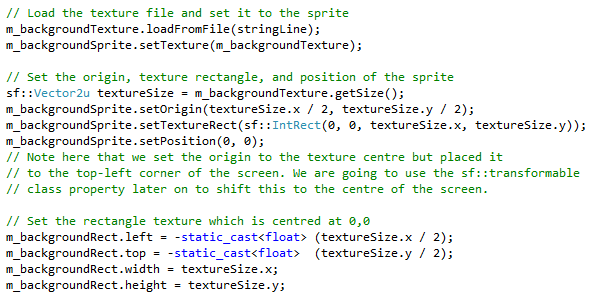 // Load the texture file and set it to the sprite
m_backgroundTexture.loadFromFile(stringLine);
m_backgroundSprite.setTexture(m_backgroundTexture);
// Set the origin, texture rectangle, and position of the sprite
sf::Vector2u textureSize = m_backgroundTexture.getSize();
m_backgroundSprite.setOrigin(textureSize.x / 2, textureSize.y / 2);
m_backgroundSprite.setTextureRect(sf::IntRect(0, 0, textureSize.x, textureSize.y));
m_backgroundSprite.setPosition(0, 0);
// Note here that we set the origin to the texture centre but placed it
// to the top-left corner of the screen. We are going to use the sf::transformable
// class property later on to shift this to the centre of the screen.
// Set the rectangle texture which is centred at 0,0
m_backgroundRect.left = -static_cast<float> (textureSize.x / 2);
m_backgroundRect.top = -static_cast<float>  (textureSize.y / 2);
m_backgroundRect.width = textureSize.x;
m_backgroundRect.height = textureSize.y;